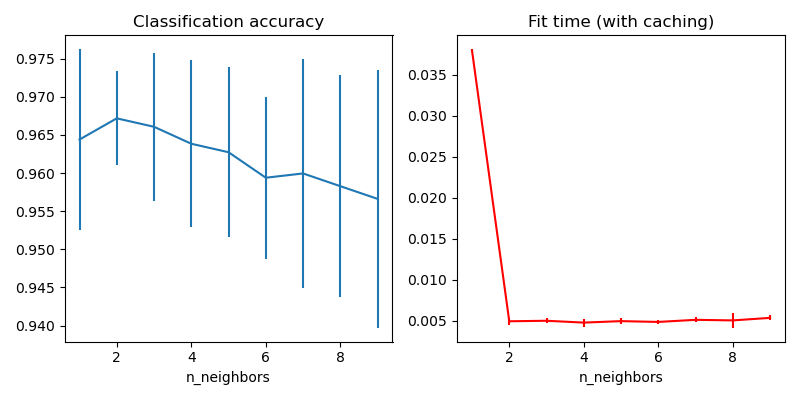 Classification accuracy
0.975
0.970
0.965
0.960
0.955
0.950
0.945
0.940
2 4 6 8
n_neighbors
Fit time (with caching)
0.035
0.030
0.025
0.020
0.015
0.010
0.005
2 4 6 8
n_neighbors